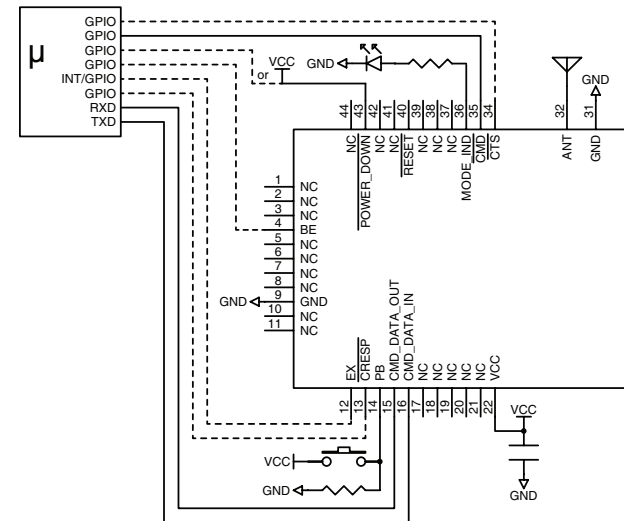 µ
GPIO
GPIO
GPIO
GPIO
INT/GPIO
GPIO
RXD
TXD
or
VCC
GND
GND
44
43
42
41
40
39
38
37
36
35
34
32
31
NC
POWER_DOWN
NC
NC
RESET
NC
NC
NC
MODE_IND
CMD
CTS
ANT
GND
1 NC
2 NC
3 NC
4 BE
5 NC
6 NC
7 NC
8 NC
GND 9 GND
10 NC
11 NC
EX
CRESP
PB
CMD_DATA_OUT
CMD_DATA_IN
NC
NC
NC
NC
NC
VCC
12
13
14
15
16
17
18
19
20
21
22
VCC
VCC
GND
GND